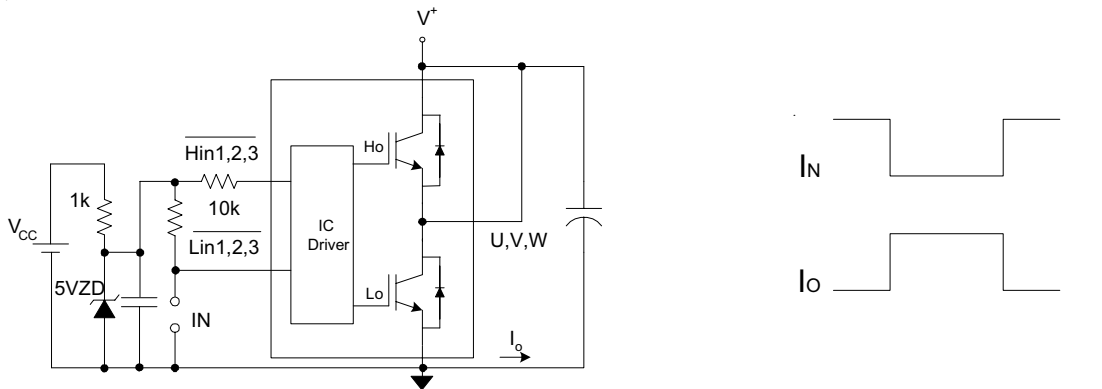 V+
Hin1,2,3
Ho
1k
10k
IC
Driver
VCC
Lin1,2,3
U,V,W
5VZD
Lo
IN
Io
IN
IO